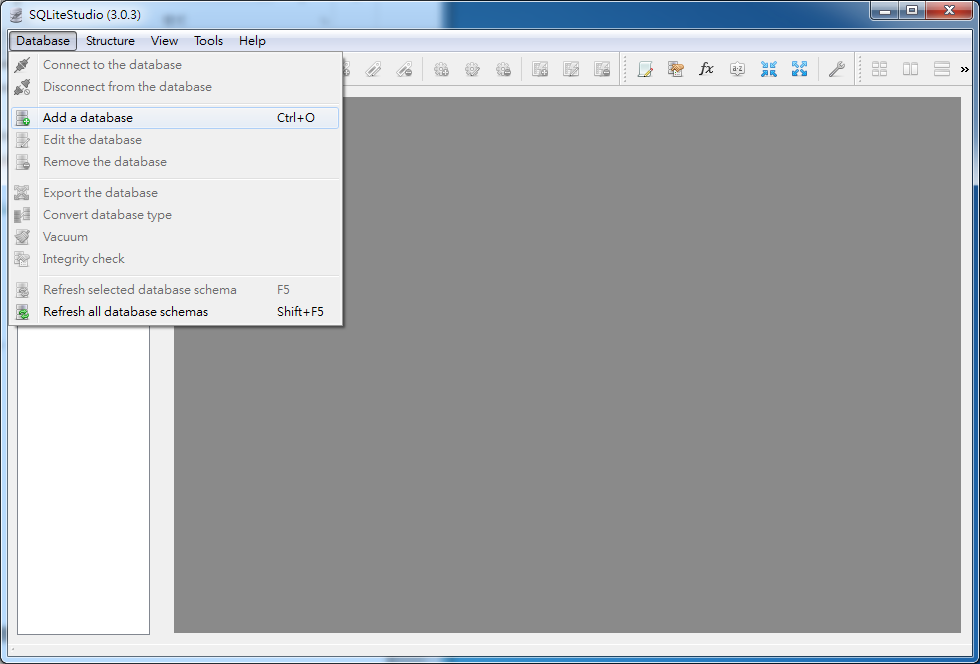 SQLiteStudio (3.0.3)
Database Structure View Tools Help
Connect to the database
Disconnect from the database
Add a database Ctrl+O
Edit the database
Remove the database
Export the database
Convert database type
Vacuum
Integrity check
Refresh selected database schema F5
Refresh all database schemas Shift+F5
fx
a-z
»